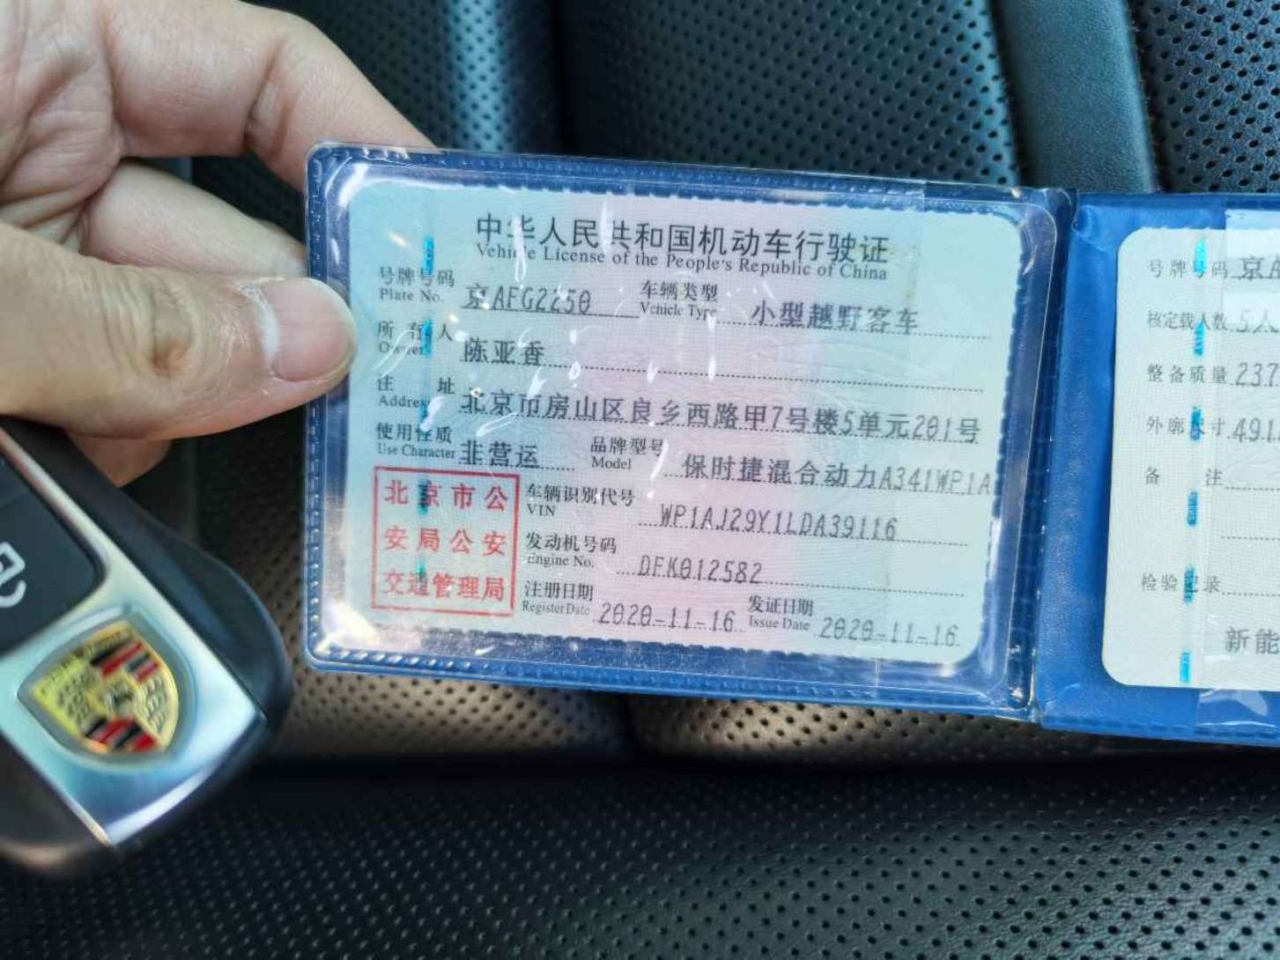 中华人民共和国机动车行驶证
Vehicle License of the People's Republic of China
号牌号码 京AFG2250 车辆类型 小型越野客车
Plate No. Vehicle Type
所有人 陈亚香
Owner
住址 北京市房山区良乡西路甲7号楼5单元201号
Address
使用性质 非营运 品牌型号 保时捷混合动力A341WP1A
Use Character Model
北京市公
安局公安
交通管理局
车辆识别代号 WP1AJ29Y1LDA39116
VIN
发动机号码 DFK012582
Engine No.
注册日期 2020-11-16 发证日期 2020-11-16
Register Date Issue Date
号牌号码 京A
核定载人数 5人
整备质量 237
外廓尺寸 491
备注
检验记录
新能